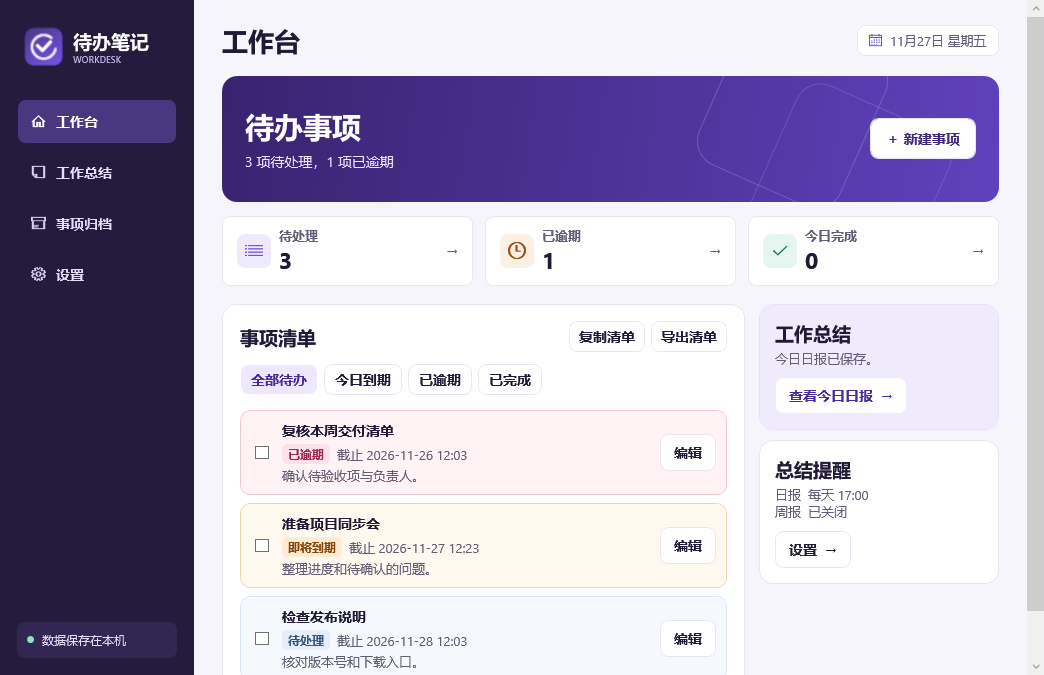 待办笔记
WORKDESK
工作台
工作总结
事项归档
设置
数据保存在本机
工作台
11月27日 星期五
待办事项
3 项待处理，1 项已逾期
+ 新建事项
待处理
3
→
已逾期
1
→
今日完成
0
→
事项清单
复制清单
导出清单
全部待办
今日到期
已逾期
已完成
复核本周交付清单
已逾期 截止 2026-11-26 12:03
确认待验收项与负责人。
编辑
准备项目同步会
即将到期 截止 2026-11-27 12:23
整理进度和待确认的问题。
编辑
检查发布说明
待处理 截止 2026-11-28 12:03
核对版本号和下载入口。
编辑
工作总结
今日日报已保存。
查看今日日报 →
总结提醒
日报 每天 17:00
周报 已关闭
设置 →